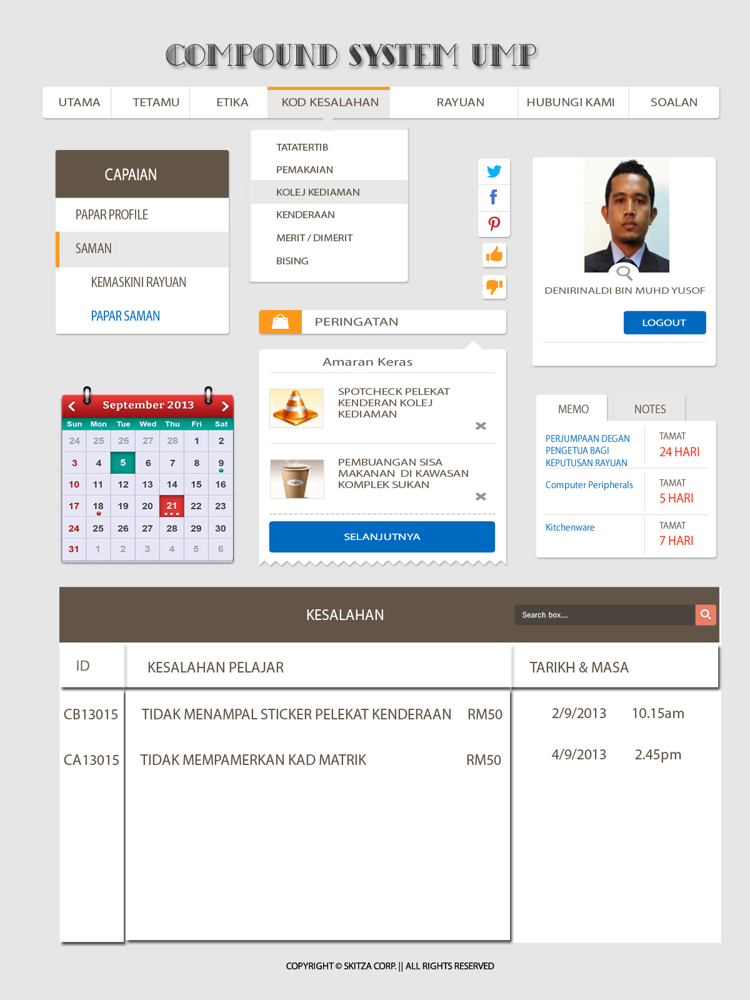 COMPOUND SYSTEM UMP
UTAMA
TETAMU
ETIKA
KOD KESALAHAN
RAYUAN
HUBUNGI KAMI
SOALAN
TATATERTIB
PEMAKAIAN
KOLEJ KEDIAMAN
KENDERAAN
MERIT / DIMERIT
BISING
CAPAIAN
PAPAR PROFILE
SAMAN
KEMASKINI RAYUAN
PAPAR SAMAN
DENIRINALDI BIN MUHD YUSOF
LOGOUT
PERINGATAN
Amaran Keras
SPOTCHECK PELEKAT
KENDERAN KOLEJ
KEDIAMAN
PEMBUANGAN SISA
MAKANAN DI KAWASAN
KOMPLEK SUKAN
SELANJUTNYA
September 2013
Sun Mon Tue Wed Thu Fri Sat
24 25 26 27 28 1 2
3 4 5 6 7 8 9
10 11 12 13 14 15 16
17 18 19 20 21 22 23
24 25 26 27 28 29 30
31 1 2 3 4 5 6
MEMO
NOTES
PERJUMPAAN DEGAN
PENGETUA BAGI
KEPUTUSAN RAYUAN
TAMAT
24 HARI
Computer Peripherals
TAMAT
5 HARI
Kitchenware
TAMAT
7 HARI
KESALAHAN
Search box....
ID
KESALAHAN PELAJAR
TARIKH & MASA
CB13015 TIDAK MENAMPAL STICKER PELEKAT KENDERAAN RM50 2/9/2013 10.15am
CA13015 TIDAK MEMPAMERKAN KAD MATRIK RM50 4/9/2013 2.45pm
COPYRIGHT © SKITZA CORP. || ALL RIGHTS RESERVED